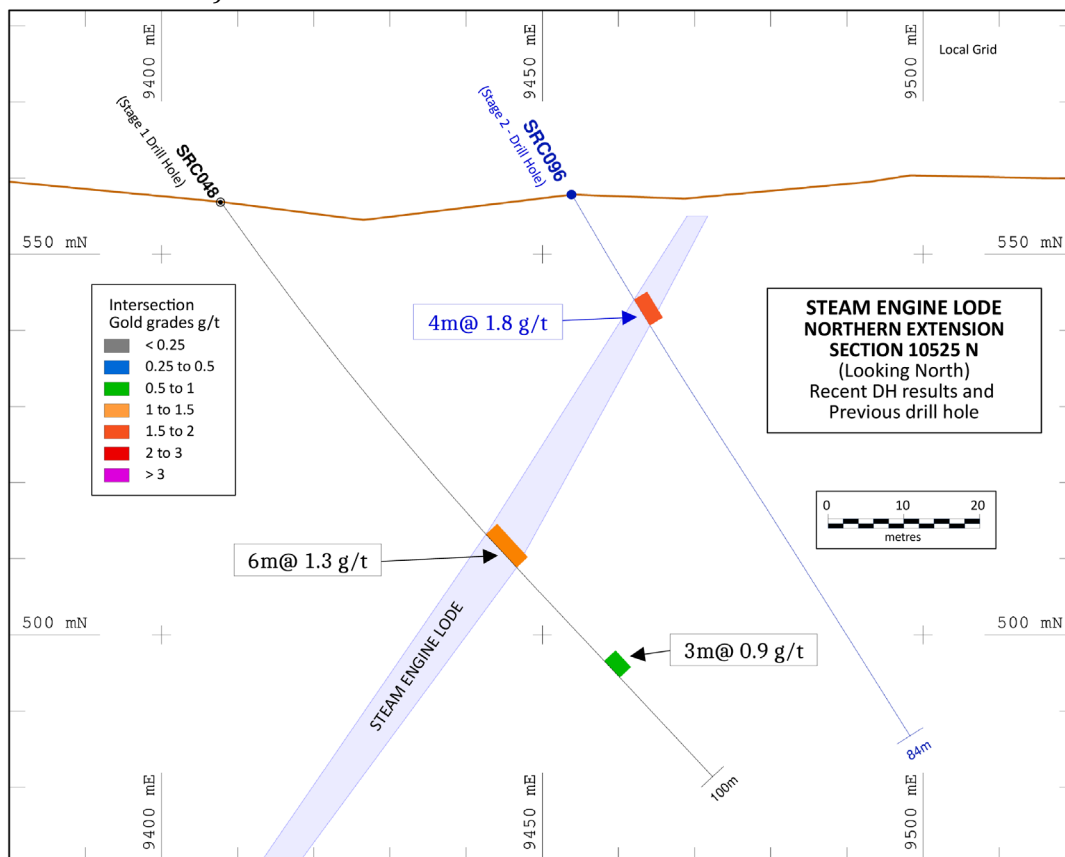 9400 mE
9450 mE
9500 mE
Local Grid
SRC048
(Stage 1 Drill Hole)
SRC096
(Stage 2 - Drill Hole)
550 mN
550 mN
Intersection
Gold grades g/t
< 0.25
0.25 to 0.5
0.5 to 1
1 to 1.5
1.5 to 2
2 to 3
> 3
4m@ 1.8 g/t
STEAM ENGINE LODE
NORTHERN EXTENSION
SECTION 10525 N
(Looking North)
Recent DH results and
Previous drill hole
0 10 20
metres
6m@ 1.3 g/t
STEAM ENGINE LODE
3m@ 0.9 g/t
500 mN
500 mN
100m
84m
9400 mE
9450 mE
9500 mE